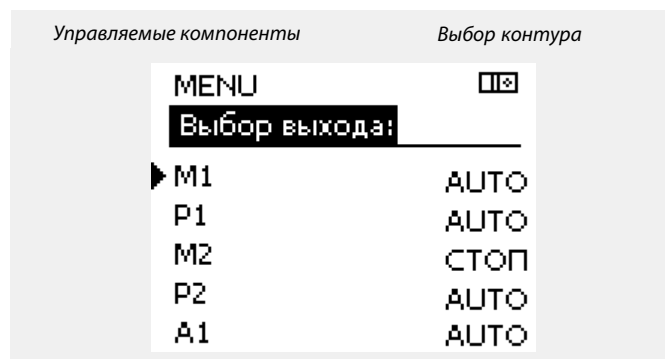 Управляемые компоненты Выбор контура
MENU
Выбор выхода:
M1 AUTO
P1 AUTO
M2 СТОП
P2 AUTO
A1 AUTO